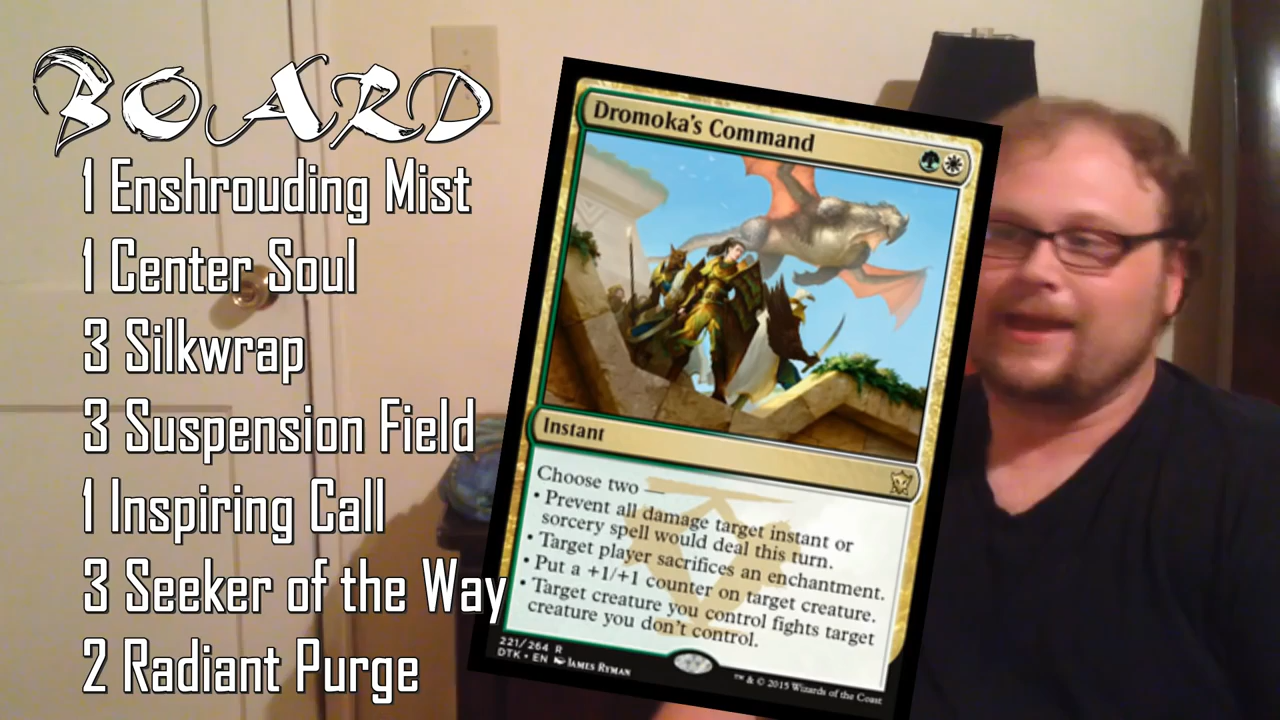 BOARD
1 Enshrouding Mist
1 Center Soul
3 Silkwrap
3 Suspension Field
1 Inspiring Call
3 Seeker of the Way
2 Radiant Purge
Dromoka's Command
Instant
Choose two —
• Prevent all damage target instant or
sorcery spell would deal this turn.
• Target player sacrifices an enchantment.
• Put a +1/+1 counter on target creature.
• Target creature you control fights target
creature you don't control.
221/264 R
DTK • EN JAMES RYMAN
™ & © 2015 Wizards of the Coast